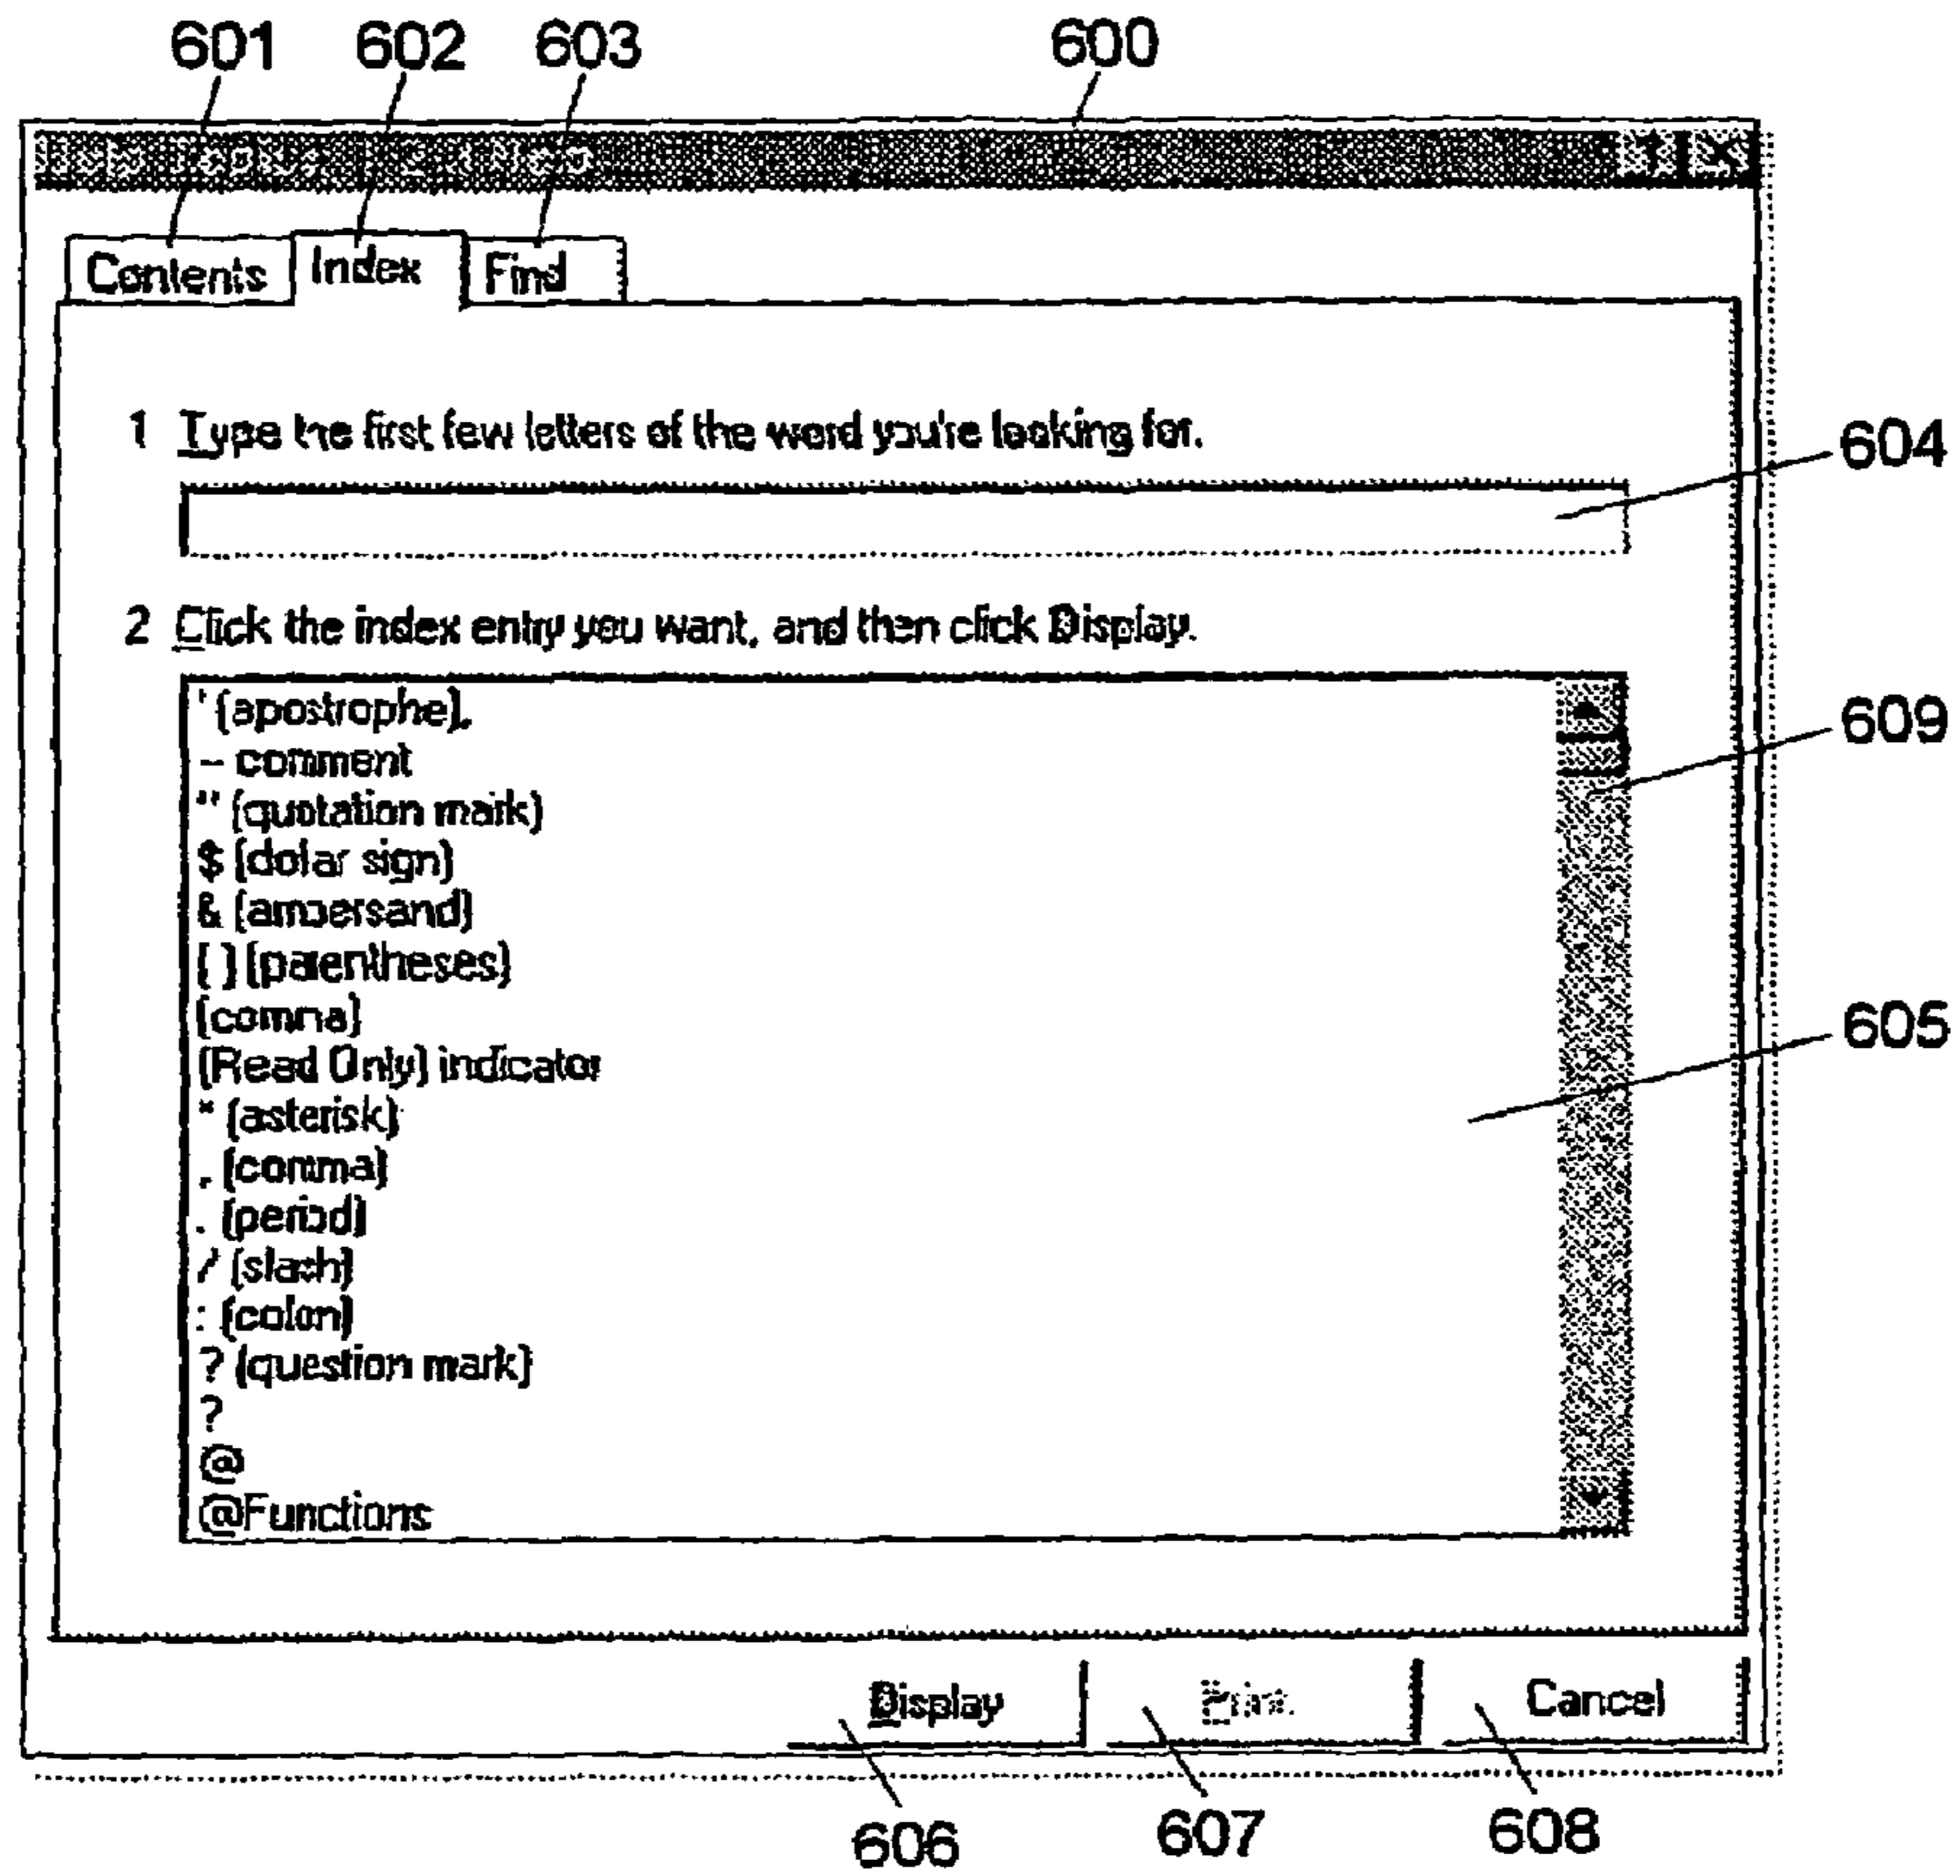 601 602 603 600
Contents Index Find
1 Type the first few letters of the word you're looking for.
604
2 Click the index entry you want, and then click Display.
' (apostrophe),
-- comment
609
" (quotation mark)
$ (dollar sign)
& (ampersand)
( ) (parentheses)
(comma)
605
(Read Only) indicator
* (asterisk)
, (comma)
. (period)
/ (slash)
: (colon)
? (question mark)
?
@
@Functions
Display Print Cancel
606 607 608